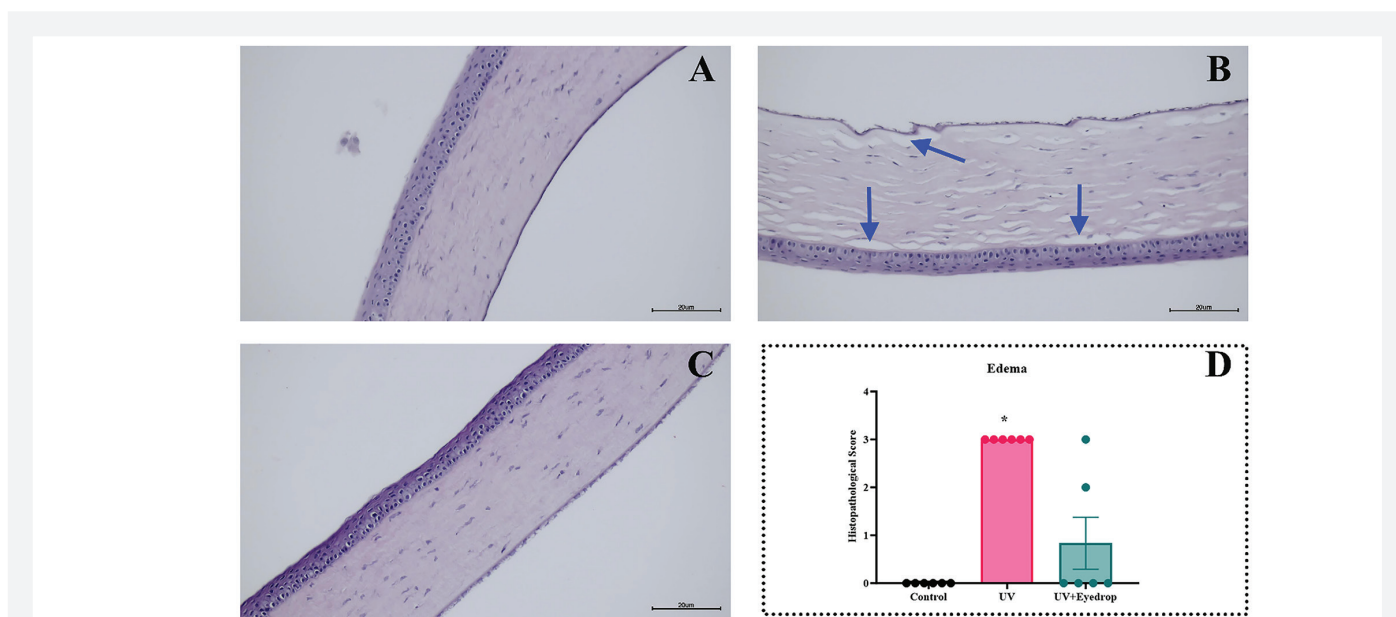 A
20um
B
20um
C
20um
D
Edema
Histopathological Score
4
3
2
1
0
*
Control
UV
UV+Eyedrop